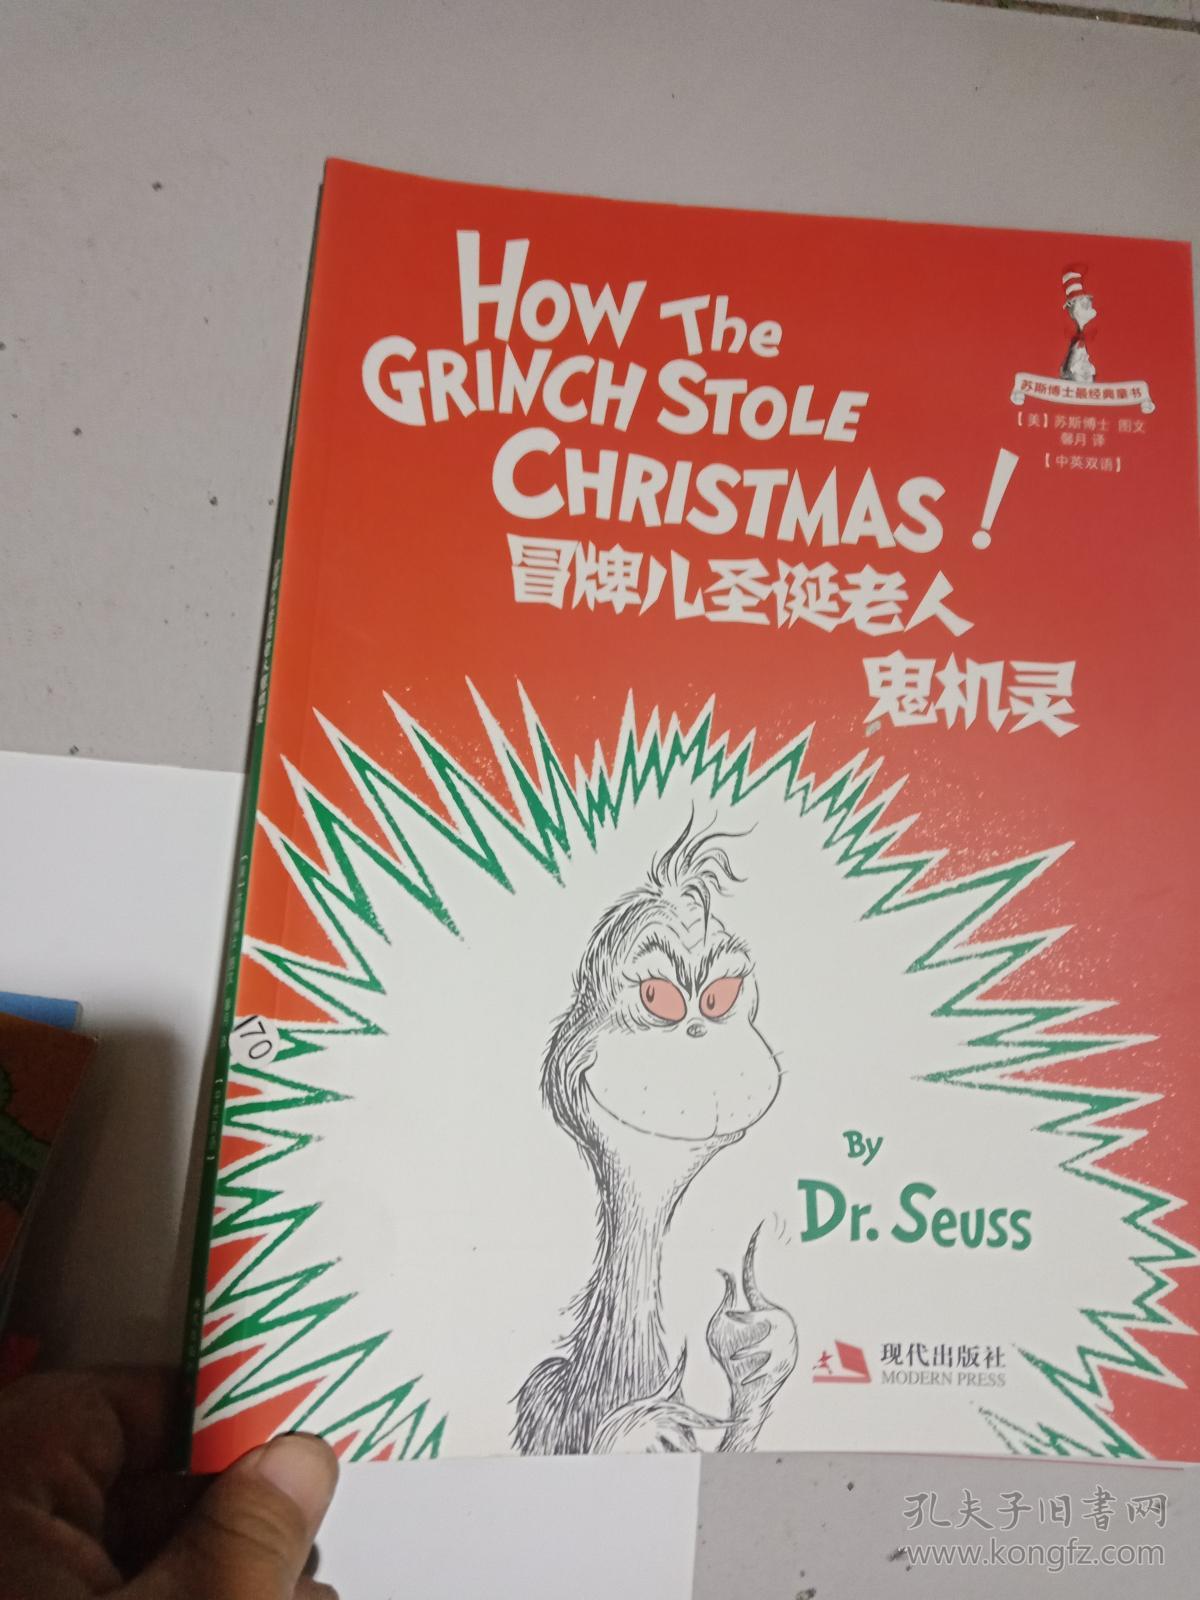 How The
Grinch Stole
Christmas!
冒牌儿圣诞老人
鬼机灵
苏斯博士最经典童书
【美】苏斯博士 图文
馨月 译
【中英双语】
170
By
Dr. Seuss
现代出版社
MODERN PRESS
孔夫子旧书网
www.kongfz.com